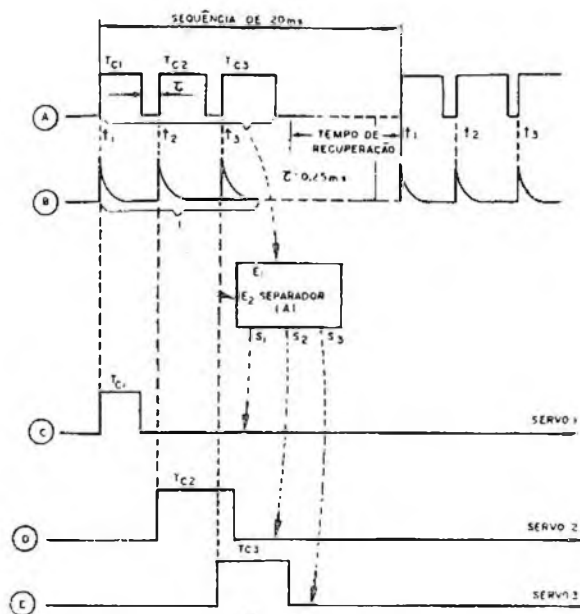 SEQUÊNCIA DE 20ms
TC1 TC2 TC3
τ
A
t1 t2 t3 TEMPO DE RECUPERAÇÃO t1 t2 t3
τ=0,25ms
B
E1
E2 SEPARADOR
(A)
S1 S2 S3
TC1
C
SERVO 1
TC2
D
SERVO 2
TC3
E
SERVO 3